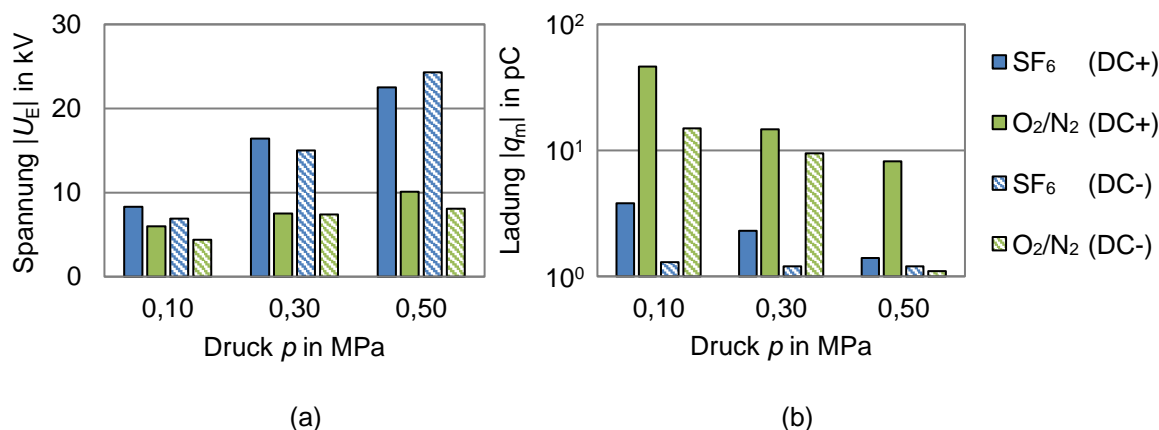 30
20
10
0
Spannung |U_E| in kV
0,10 0,30 0,50
Druck p in MPa
(a)
10²
10¹
10⁰
Ladung |q_m| in pC
0,10 0,30 0,50
Druck p in MPa
(b)
SF₆ (DC+)
O₂/N₂ (DC+)
SF₆ (DC-)
O₂/N₂ (DC-)